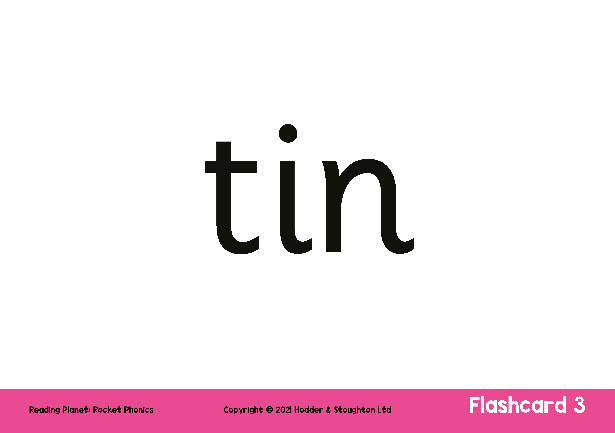 tin
Reading Planet: Rocket Phonics
Copyright © 2021 Hodder & Stoughton Ltd
Flashcard 3